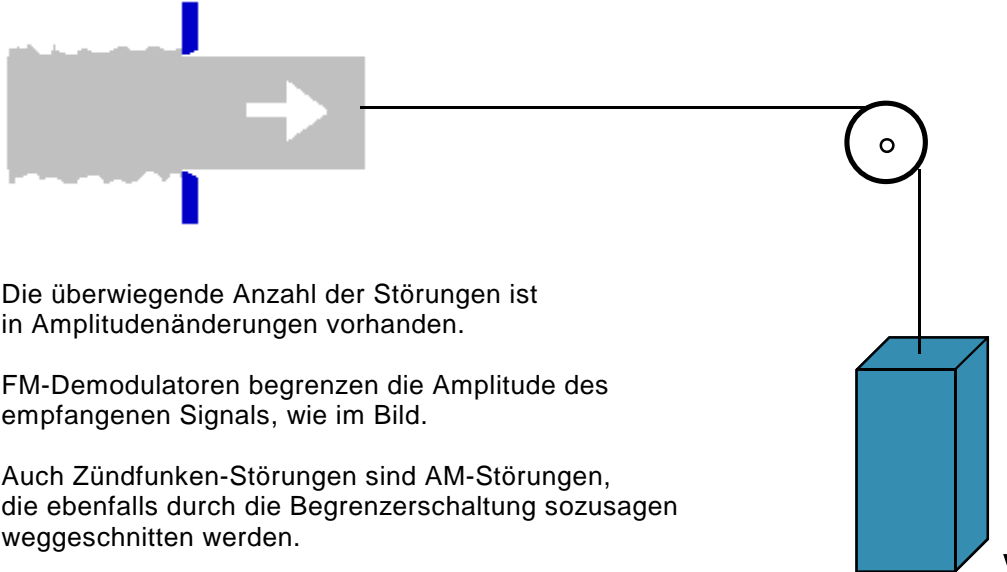 Die überwiegende Anzahl der Störungen ist
in Amplitudenänderungen vorhanden.
FM-Demodulatoren begrenzen die Amplitude des
empfangenen Signals, wie im Bild.
Auch Zündfunken-Störungen sind AM-Störungen,
die ebenfalls durch die Begrenzerschaltung sozusagen
weggeschnitten werden.